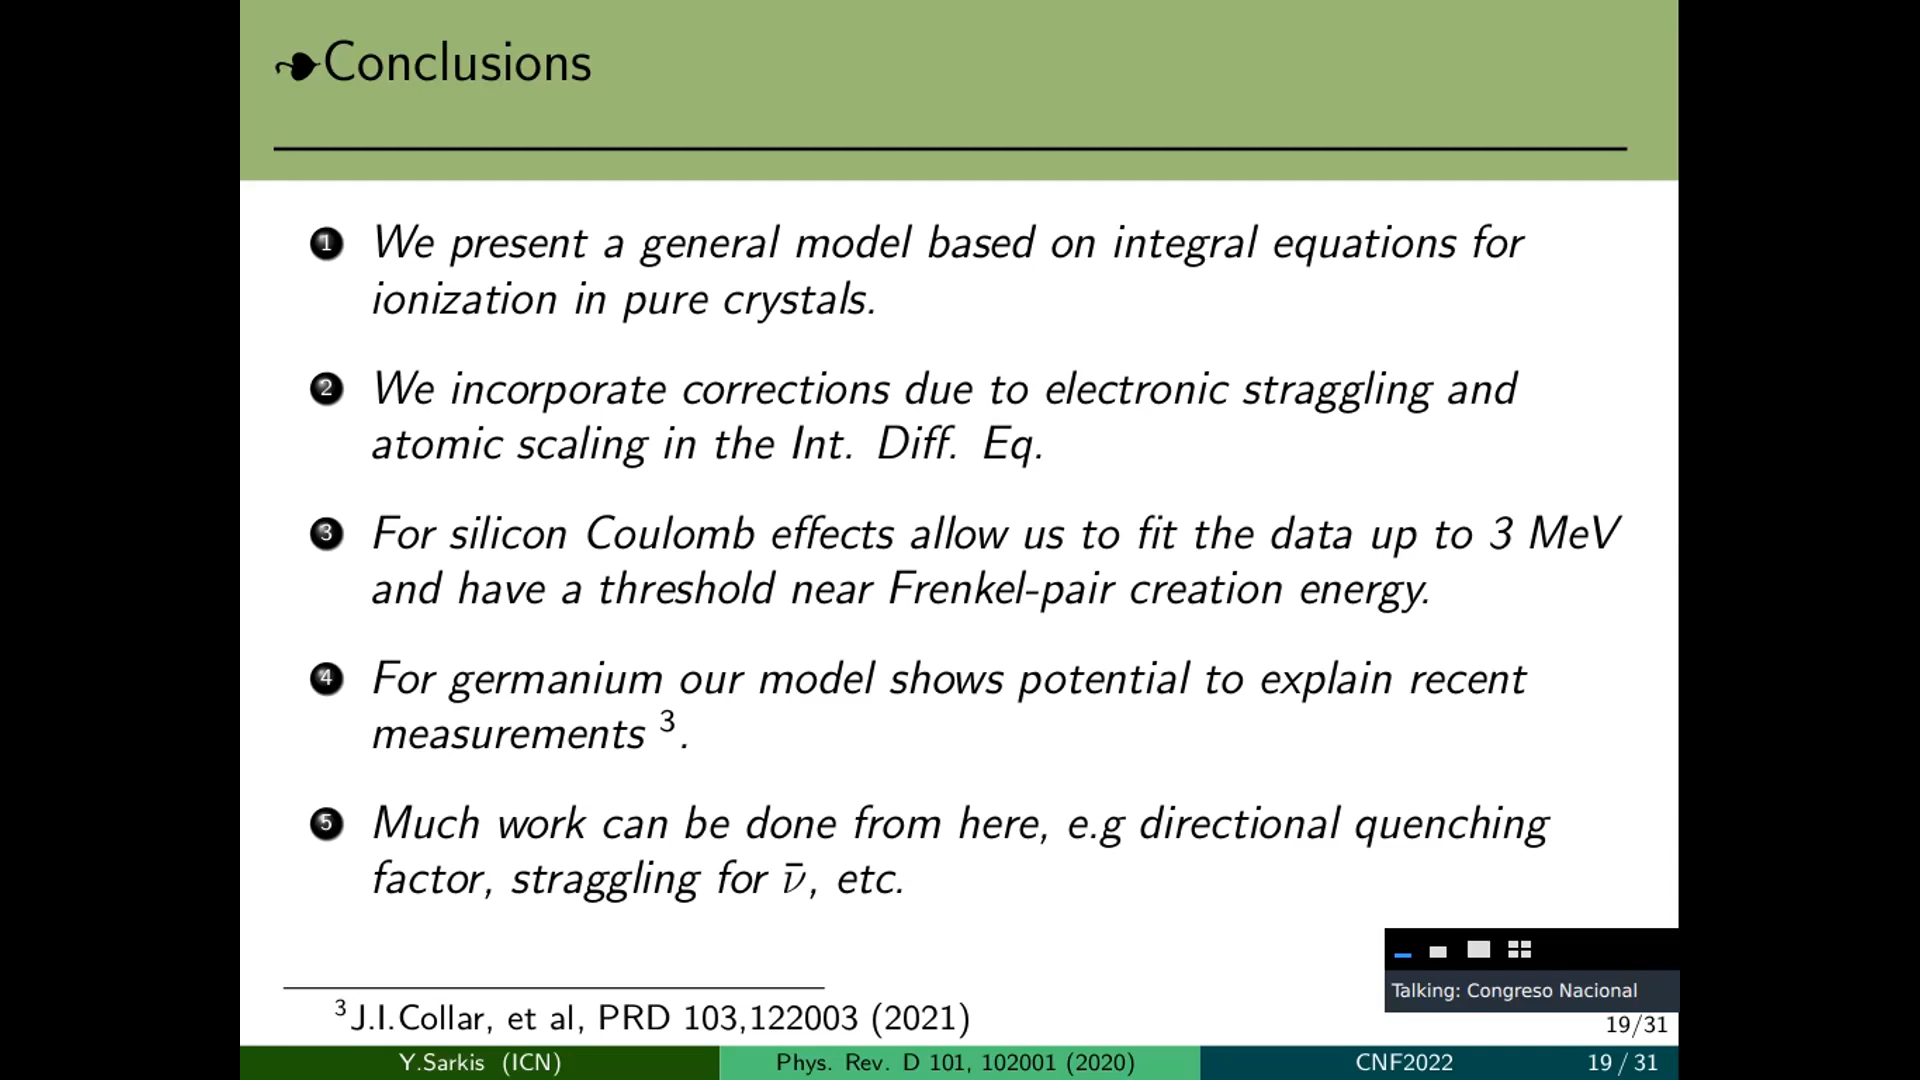 ❧Conclusions
1 We present a general model based on integral equations for
ionization in pure crystals.
2 We incorporate corrections due to electronic straggling and
atomic scaling in the Int. Diff. Eq.
3 For silicon Coulomb effects allow us to fit the data up to 3 MeV
and have a threshold near Frenkel-pair creation energy.
4 For germanium our model shows potential to explain recent
measurements ³.
5 Much work can be done from here, e.g directional quenching
factor, straggling for ν̄, etc.
³J.I.Collar, et al, PRD 103,122003 (2021)
Talking: Congreso Nacional
19/31
Y.Sarkis (ICN) Phys. Rev. D 101, 102001 (2020) CNF2022 19 / 31